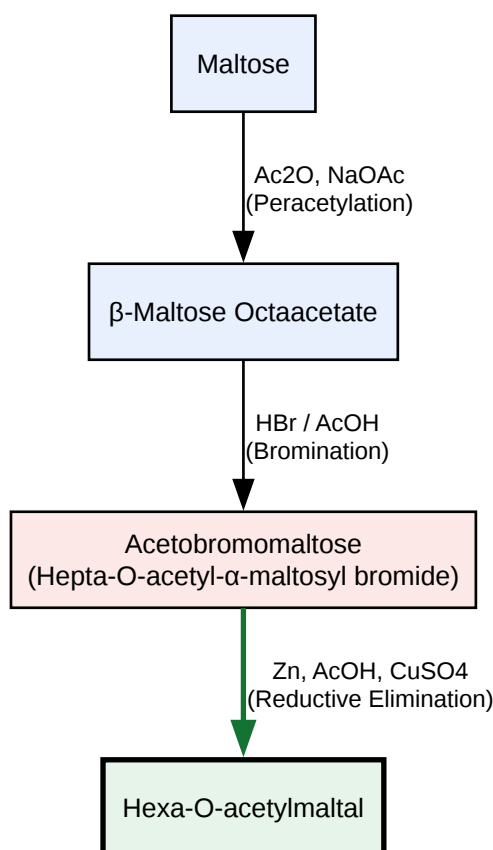 Maltose
Ac2O, NaOAc
(Peracetylation)
β-Maltose Octaacetate
HBr / AcOH
(Bromination)
Acetobromomaltose
(Hepta-O-acetyl-α-maltosyl bromide)
Zn, AcOH, CuSO4
(Reductive Elimination)
Hexa-O-acetylmaltal